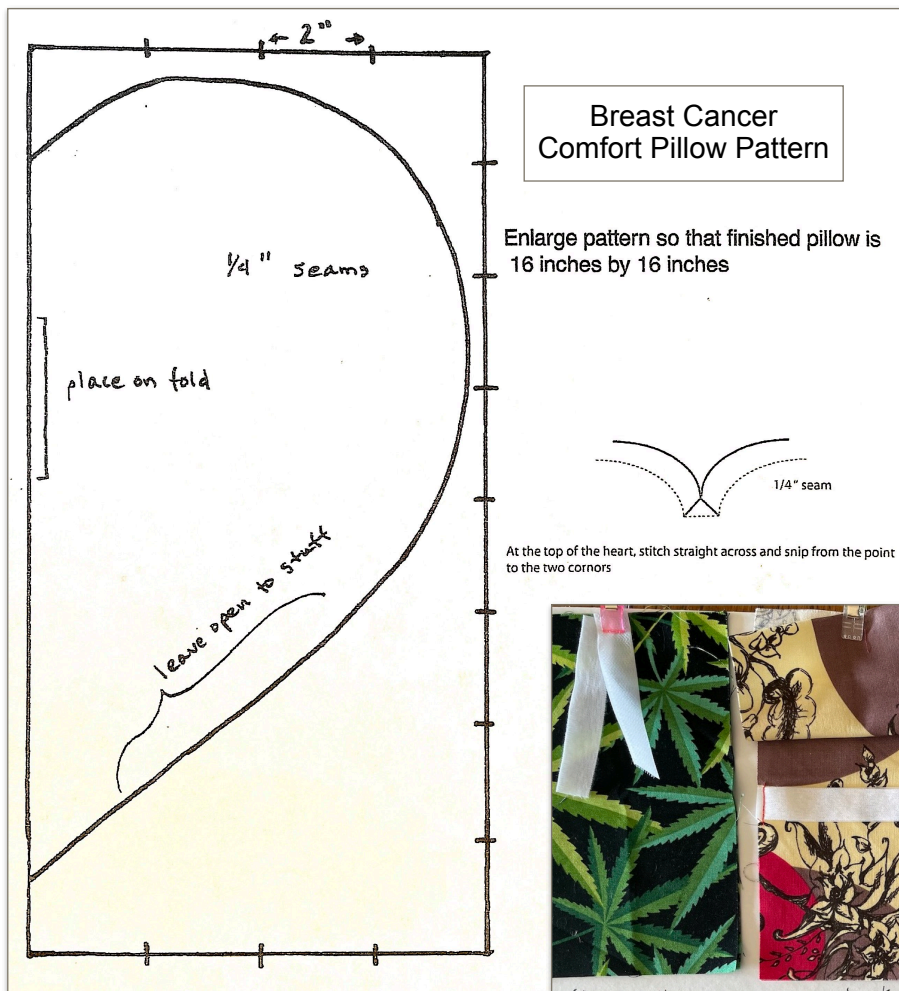 ← 2" →
Breast Cancer
Comfort Pillow Pattern
Enlarge pattern so that finished pillow is
16 inches by 16 inches
1/4" seams
place on fold
1/4" seam
At the top of the heart, stitch straight across and snip from the point
to the two cornors
leave open to stuff